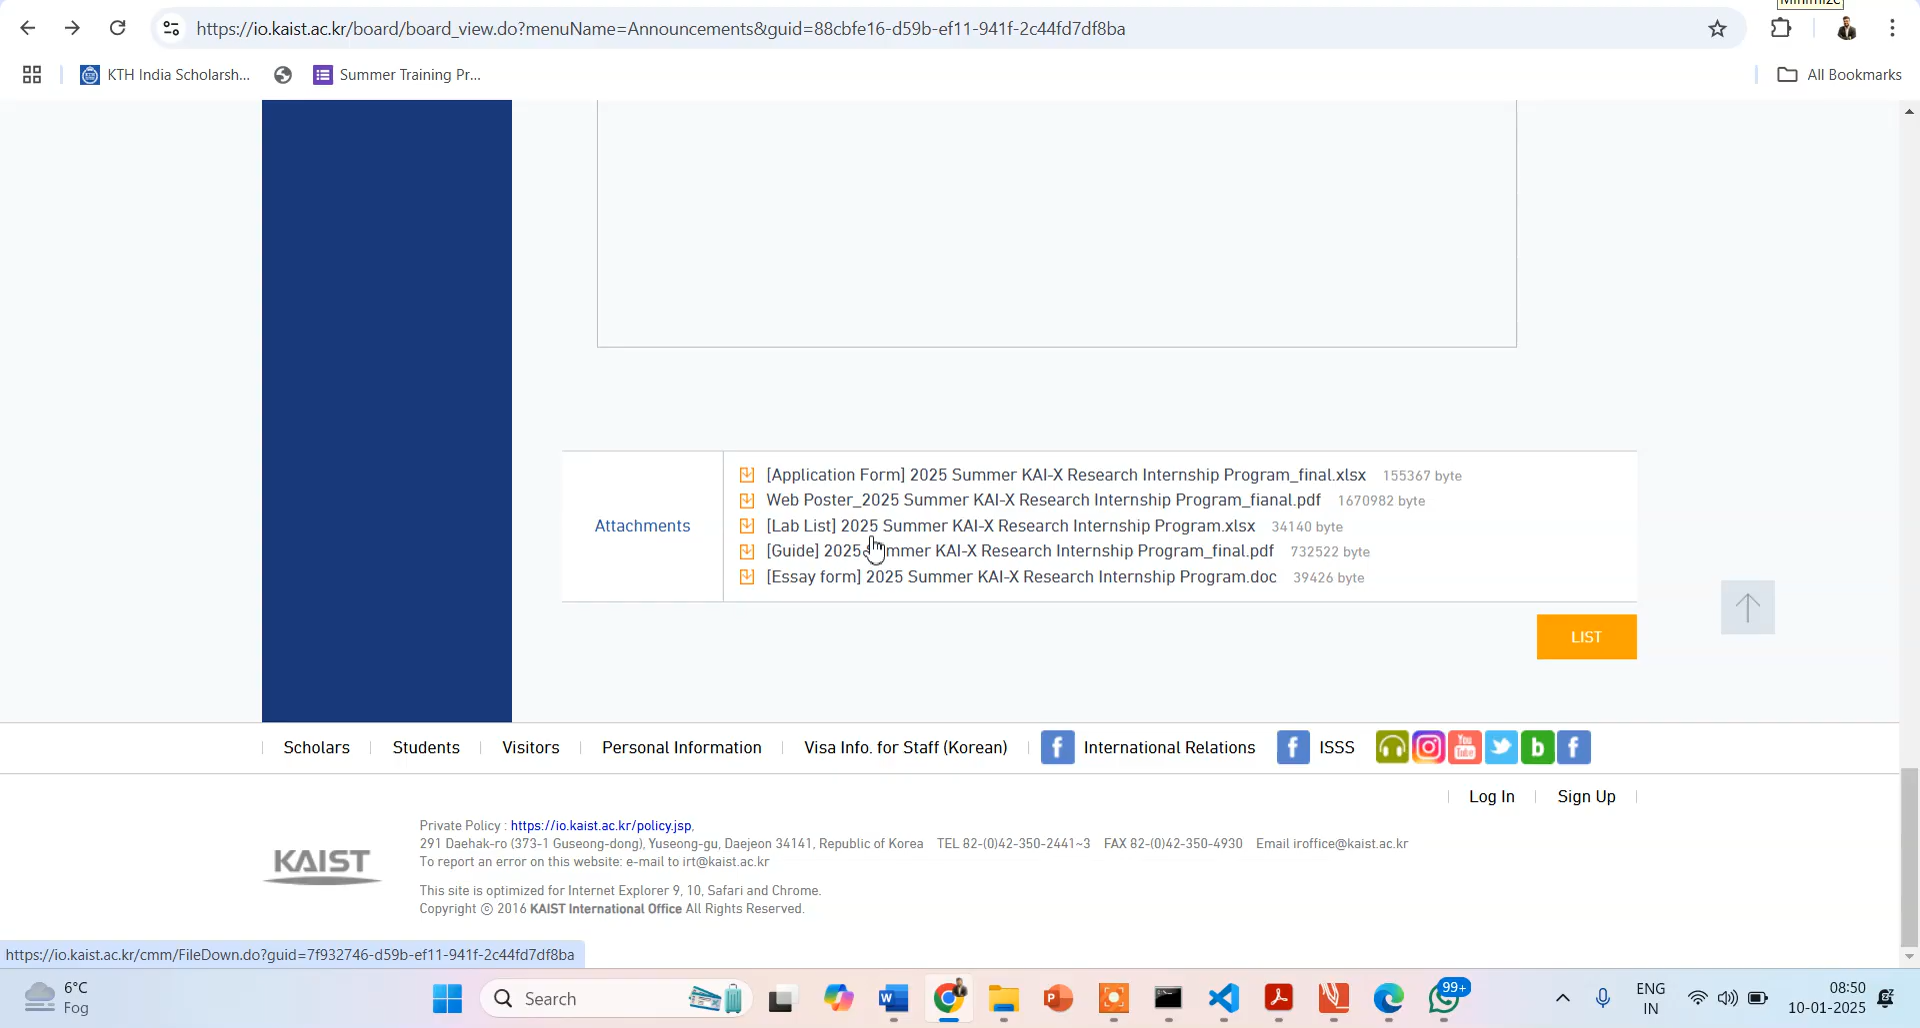 Minimize
https://io.kaist.ac.kr/board/board_view.do?menuName=Announcements&guid=88cbfe16-d59b-ef11-941f-2c44fd7df8ba
KTH India Scholarsh...
Summer Training Pr...
All Bookmarks
[Application Form] 2025 Summer KAI-X Research Internship Program_final.xlsx 155367 byte
Web Poster_2025 Summer KAI-X Research Internship Program_fianal.pdf 1670982 byte
Attachments
[Lab List] 2025 Summer KAI-X Research Internship Program.xlsx 34140 byte
[Guide] 2025 Summer KAI-X Research Internship Program_final.pdf 732522 byte
[Essay form] 2025 Summer KAI-X Research Internship Program.doc 39426 byte
LIST
Scholars Students Visitors Personal Information Visa Info. for Staff (Korean) f International Relations f ISSS You Tube b f
Log In Sign Up
Private Policy : https://io.kaist.ac.kr/policy.jsp,
291 Daehak-ro (373-1 Guseong-dong), Yuseong-gu, Daejeon 34141, Republic of Korea TEL 82-(0)42-350-2441~3 FAX 82-(0)42-350-4930 Email iroffice@kaist.ac.kr
KAIST
To report an error on this website: e-mail to irt@kaist.ac.kr
This site is optimized for Internet Explorer 9, 10, Safari and Chrome.
Copyright ⓒ 2016 KAIST International Office All Rights Reserved.
https://io.kaist.ac.kr/cmm/FileDown.do?guid=7f932746-d59b-ef11-941f-2c44fd7df8ba
6°C
Fog
Search
99+
ENG
IN
08:50
10-01-2025